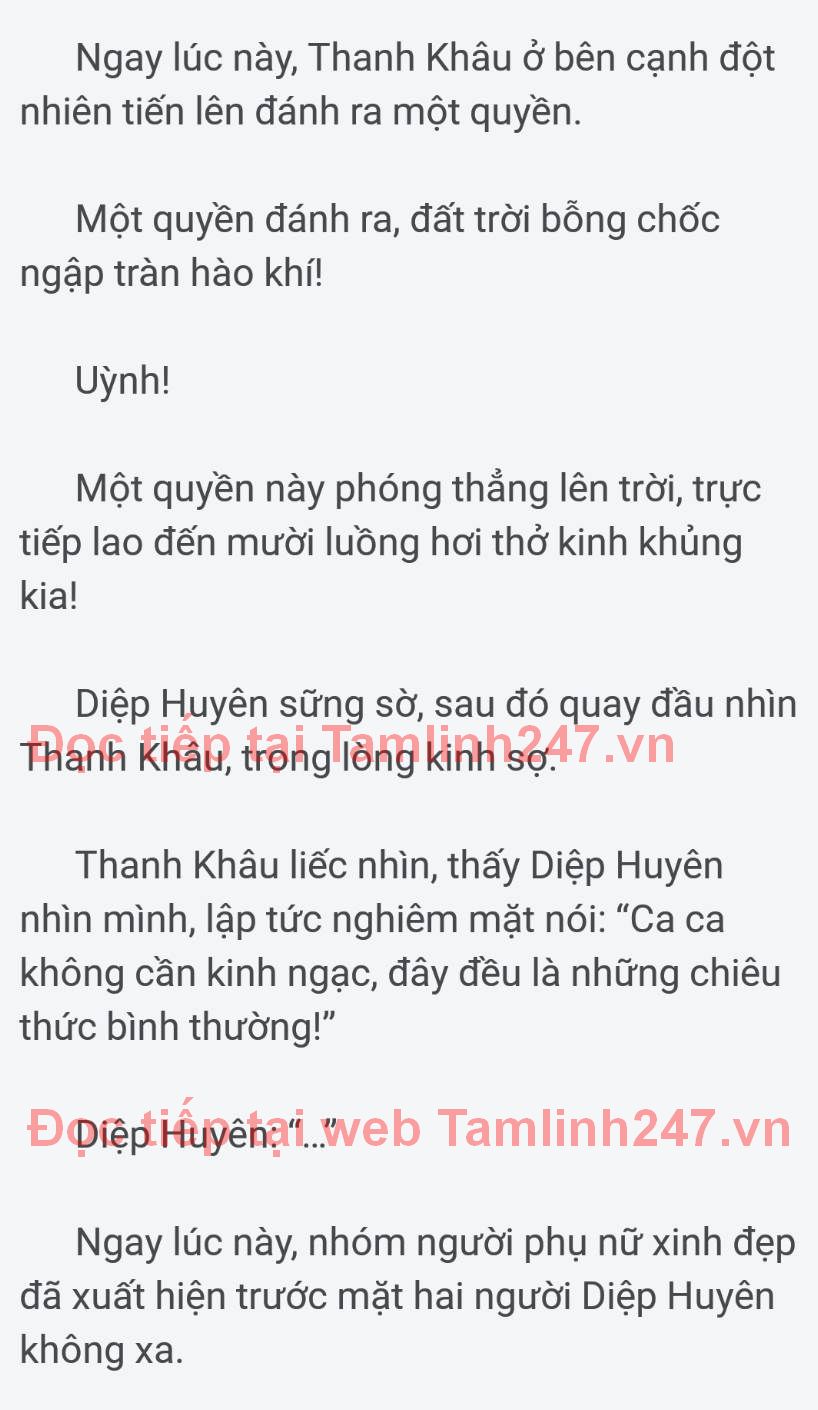 Ngay lúc này, Thanh Khâu ở bên cạnh đột
nhiên tiến lên đánh ra một quyền.
Một quyền đánh ra, đất trời bỗng chốc
ngập tràn hào khí!
Uỳnh!
Một quyền này phóng thẳng lên trời, trực
tiếp lao đến mười luồng hơi thở kinh khủng
kia!
Diệp Huyên sững sờ, sau đó quay đầu nhìn
Đọc tiếp tại Tamlinh247.vn
Thanh Khâu, trong lòng kinh sợ.
Thanh Khâu liếc nhìn, thấy Diệp Huyên
nhìn mình, lập tức nghiêm mặt nói: “Ca ca
không cần kinh ngạc, đây đều là những chiêu
thức bình thường!”
Đọc tiếp tại web Tamlinh247.vn
Diệp Huyên: “...”
Ngay lúc này, nhóm người phụ nữ xinh đẹp
đã xuất hiện trước mặt hai người Diệp Huyên
không xa.